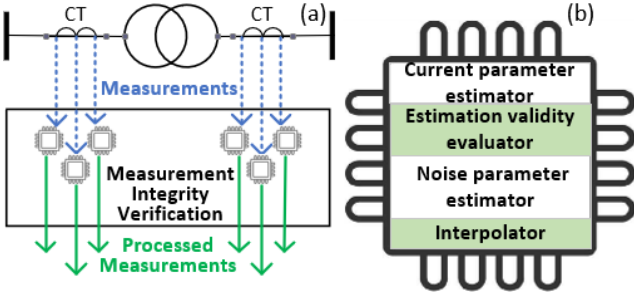 CT
CT
(a)
Measurements
Measurement
Integrity
Verification
Processed
Measurements
(b)
Current parameter
estimator
Estimation validity
evaluator
Noise parameter
estimator
Interpolator